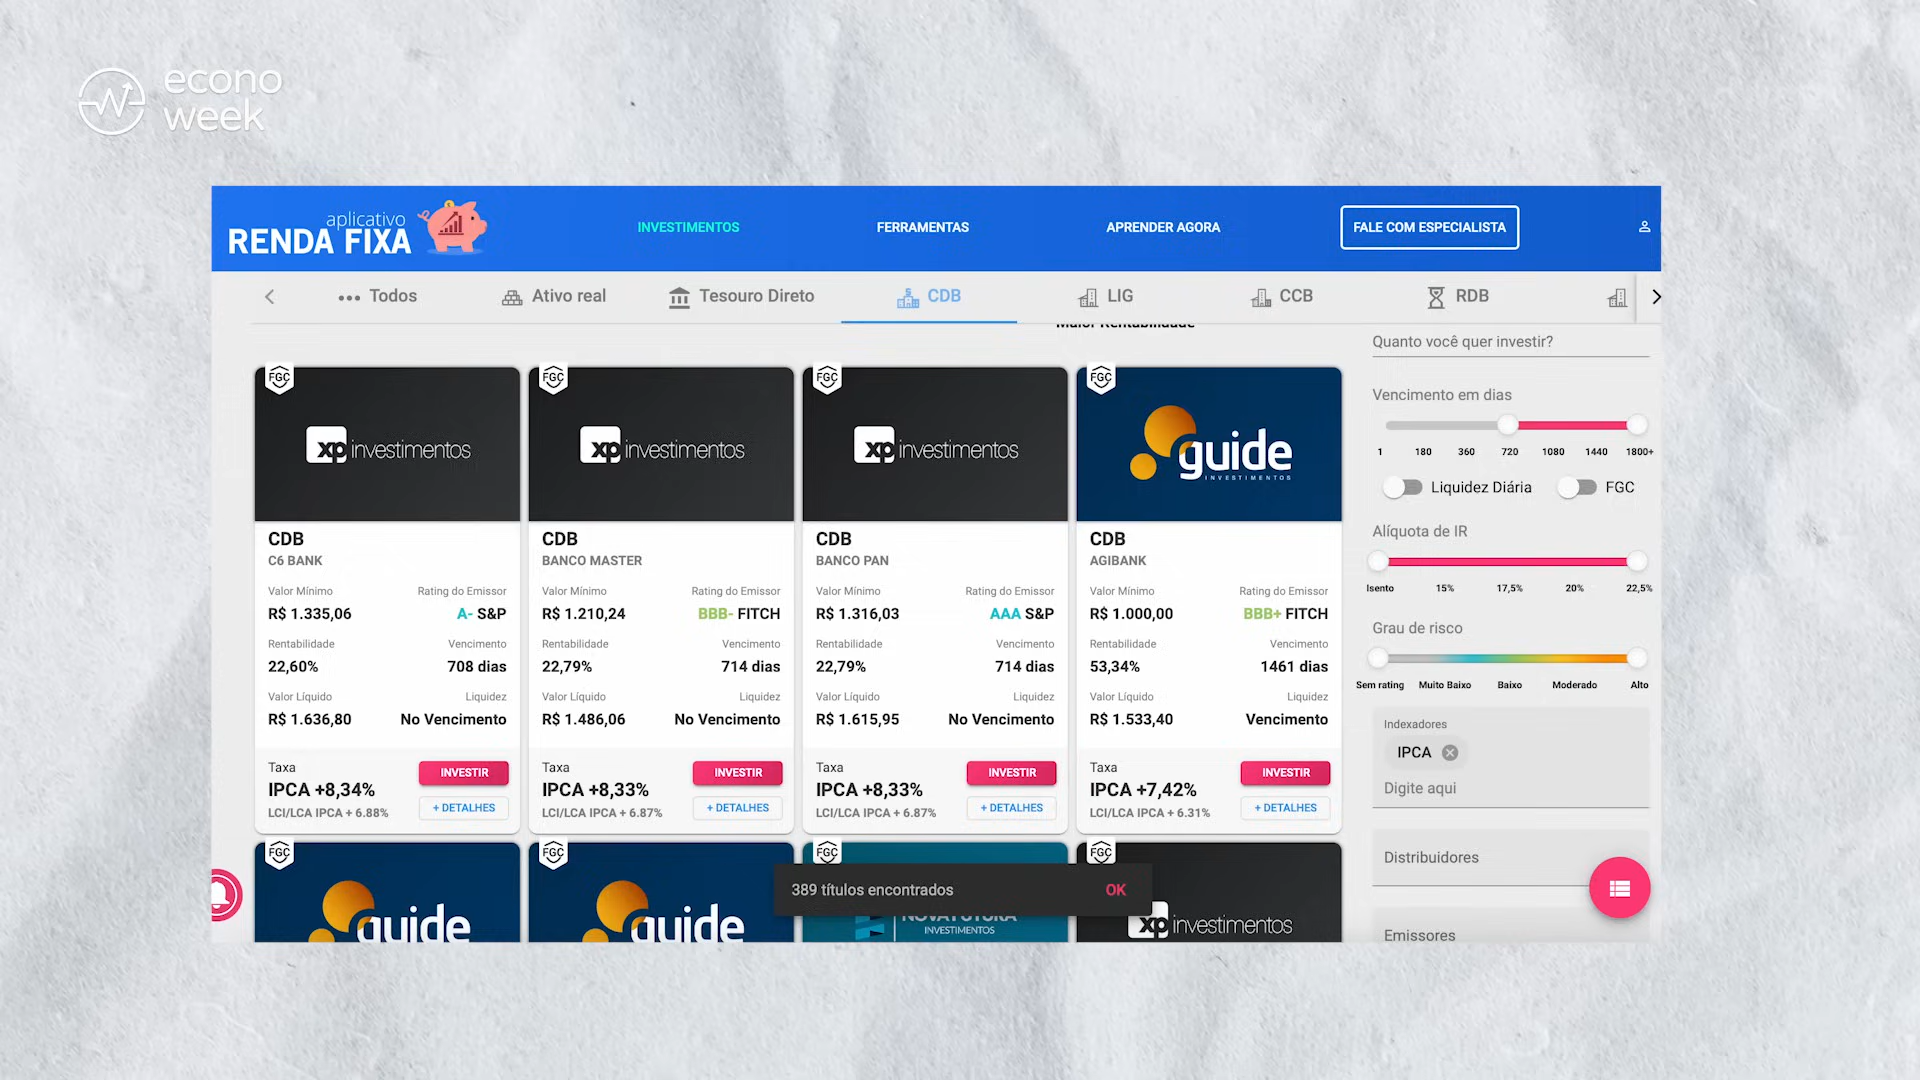 econo
week
aplicativo
RENDA FIXA
INVESTIMENTOS
FERRAMENTAS
APRENDER AGORA
FALE COM ESPECIALISTA
Todos
Ativo real
Tesouro Direto
CDB
LIG
CCB
RDB
Maior Rentabilidade
FGC
xp investimentos
CDB
C6 BANK
Valor Mínimo
Rating do Emissor
R$ 1.335,06
A- S&P
Rentabilidade
Vencimento
22,60%
708 dias
Valor Líquido
Liquidez
R$ 1.636,80
No Vencimento
Taxa
IPCA +8,34%
LCI/LCA IPCA + 6.88%
INVESTIR
+ DETALHES
FGC
xp investimentos
CDB
BANCO MASTER
Valor Mínimo
Rating do Emissor
R$ 1.210,24
BBB- FITCH
Rentabilidade
Vencimento
22,79%
714 dias
Valor Líquido
Liquidez
R$ 1.486,06
No Vencimento
Taxa
IPCA +8,33%
LCI/LCA IPCA + 6.87%
INVESTIR
+ DETALHES
FGC
xp investimentos
CDB
BANCO PAN
Valor Mínimo
Rating do Emissor
R$ 1.316,03
AAA S&P
Rentabilidade
Vencimento
22,79%
714 dias
Valor Líquido
Liquidez
R$ 1.615,95
No Vencimento
Taxa
IPCA +8,33%
LCI/LCA IPCA + 6.87%
INVESTIR
+ DETALHES
FGC
guide
INVESTIMENTOS
CDB
AGIBANK
Valor Mínimo
Rating do Emissor
R$ 1.000,00
BBB+ FITCH
Rentabilidade
Vencimento
53,34%
1461 dias
Valor Líquido
Liquidez
R$ 1.533,40
Vencimento
Taxa
IPCA +7,42%
LCI/LCA IPCA + 6.31%
INVESTIR
+ DETALHES
FGC
guide
FGC
guide
FGC
NOVA FUTURA
INVESTIMENTOS
FGC
xp investimentos
389 títulos encontrados
OK
Quanto você quer investir?
Vencimento em dias
1 180 360 720 1080 1440 1800+
Liquidez Diária
FGC
Alíquota de IR
Isento 15% 17,5% 20% 22,5%
Grau de risco
Sem rating Muito Baixo Baixo Moderado Alto
Indexadores
IPCA
Digite aqui
Distribuidores
Emissores